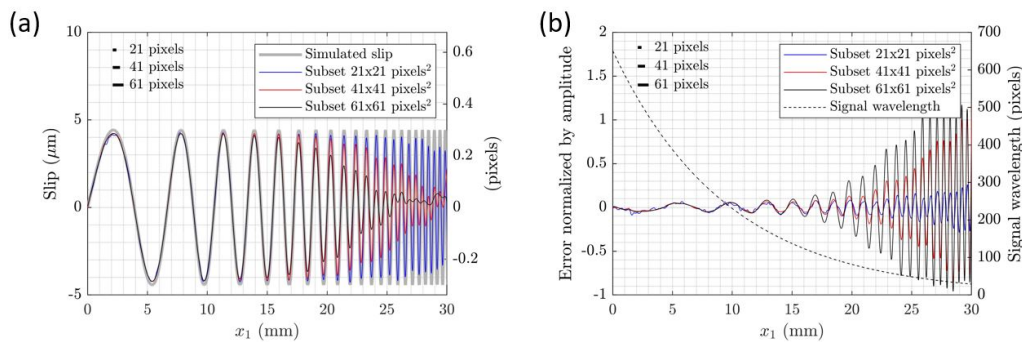 (a)
10
5
0
-5
Slip (μm)
21 pixels
41 pixels
61 pixels
Simulated slip
Subset 21x21 pixels²
Subset 41x41 pixels²
Subset 61x61 pixels²
0.6
0.4
0.2
0
-0.2
(pixels)
0 5 10 15 20 25 30
x₁ (mm)
(b)
2
1.5
1
0.5
0
-0.5
-1
Error normalized by amplitude
21 pixels
41 pixels
61 pixels
Subset 21x21 pixels²
Subset 41x41 pixels²
Subset 61x61 pixels²
Signal wavelength
700
600
500
400
300
200
100
0
Signal wavelength (pixels)
0 5 10 15 20 25 30
x₁ (mm)